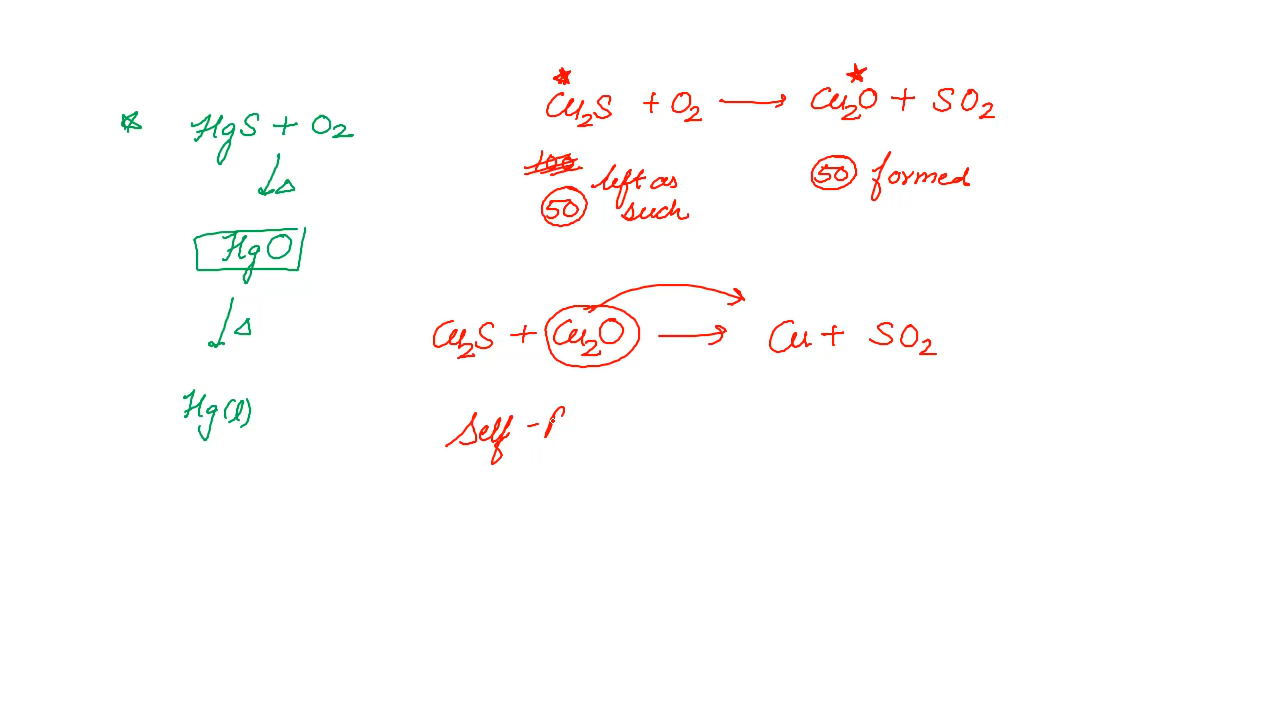 HgS + O2
Δ
HgO
Δ
Hg(l)
Cu2S + O2 → Cu2O + SO2
50 left as such
50 formed
Cu2S + Cu2O → Cu + SO2
Self -